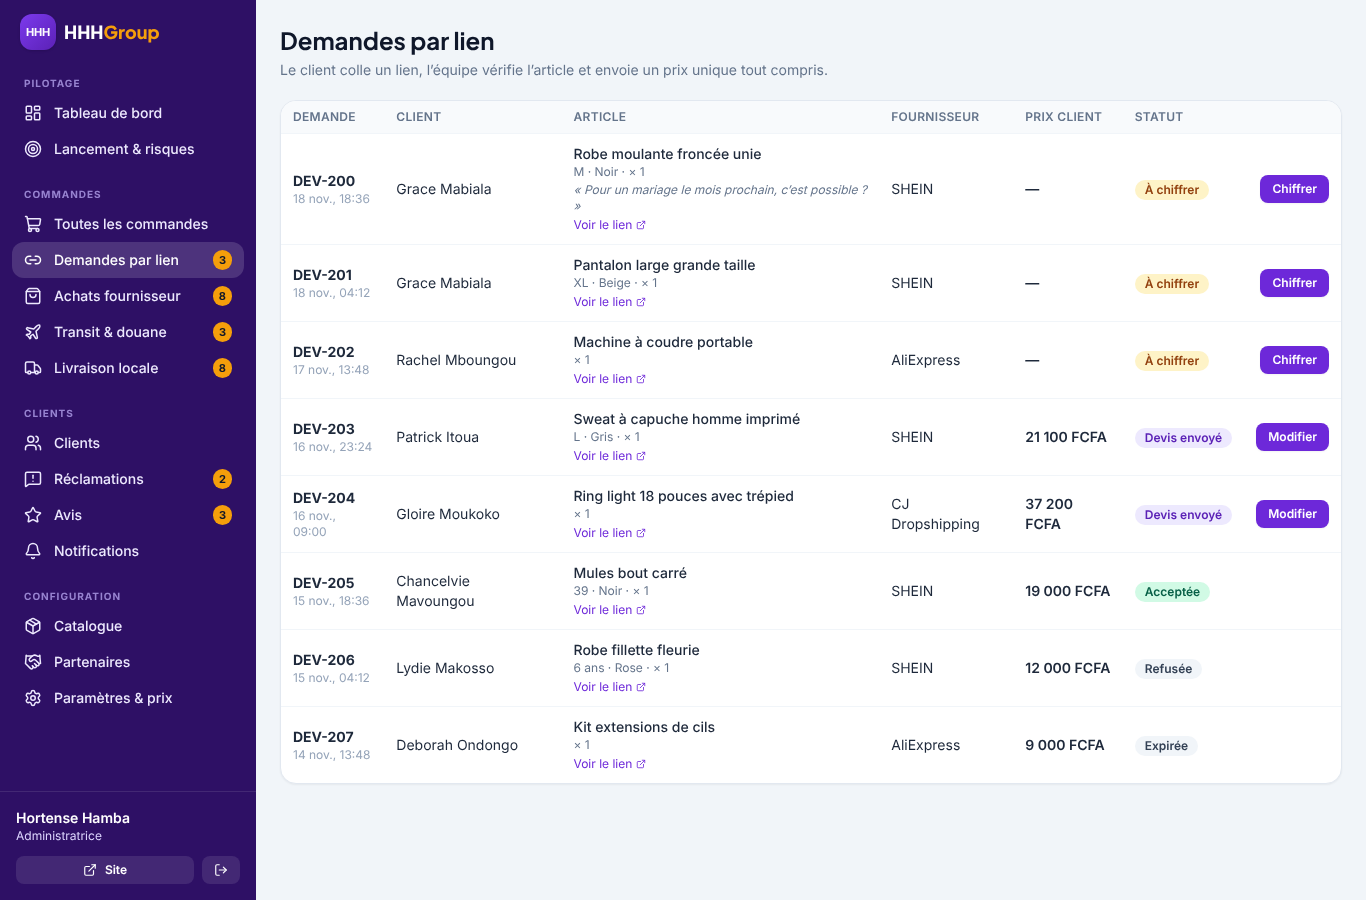 HHH HHHGroup
PILOTAGE
Tableau de bord
Lancement & risques
COMMANDES
Toutes les commandes
Demandes par lien 3
Achats fournisseur 8
Transit & douane 3
Livraison locale 8
CLIENTS
Clients
Réclamations 2
Avis 3
Notifications
CONFIGURATION
Catalogue
Partenaires
Paramètres & prix
Hortense Hamba
Administratrice
Site
Demandes par lien
Le client colle un lien, l’équipe vérifie l’article et envoie un prix unique tout compris.
DEMANDE CLIENT ARTICLE FOURNISSEUR PRIX CLIENT STATUT
DEV-200
18 nov., 18:36
Grace Mabiala
Robe moulante froncée unie
M · Noir · × 1
« Pour un mariage le mois prochain, c’est possible ?
»
Voir le lien
SHEIN
—
À chiffrer
Chiffrer
DEV-201
18 nov., 04:12
Grace Mabiala
Pantalon large grande taille
XL · Beige · × 1
Voir le lien
SHEIN
—
À chiffrer
Chiffrer
DEV-202
17 nov., 13:48
Rachel Mboungou
Machine à coudre portable
× 1
Voir le lien
AliExpress
—
À chiffrer
Chiffrer
DEV-203
16 nov., 23:24
Patrick Itoua
Sweat à capuche homme imprimé
L · Gris · × 1
Voir le lien
SHEIN
21 100 FCFA
Devis envoyé
Modifier
DEV-204
16 nov.,
09:00
Gloire Moukoko
Ring light 18 pouces avec trépied
× 1
Voir le lien
CJ
Dropshipping
37 200
FCFA
Devis envoyé
Modifier
DEV-205
15 nov., 18:36
Chancelvie
Mavoungou
Mules bout carré
39 · Noir · × 1
Voir le lien
SHEIN
19 000 FCFA
Acceptée
DEV-206
15 nov., 04:12
Lydie Makosso
Robe fillette fleurie
6 ans · Rose · × 1
Voir le lien
SHEIN
12 000 FCFA
Refusée
DEV-207
14 nov., 13:48
Deborah Ondongo
Kit extensions de cils
× 1
Voir le lien
AliExpress
9 000 FCFA
Expirée